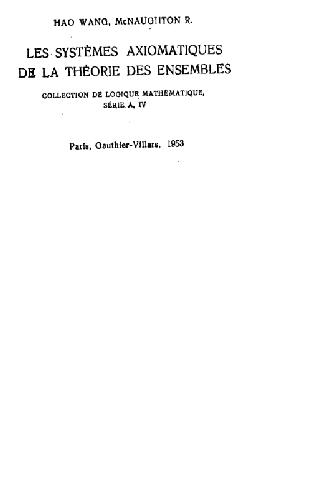 HAO WANG, McNAUGHTON R.
LES SYSTÈMES AXIOMATIQUES
DE LA THÉORIE DES ENSEMBLES
COLLECTION DE LOGIQUE MATHÉMATIQUE,
SÉRIE A, IV
Paris, Gauthier-Villars, 1953